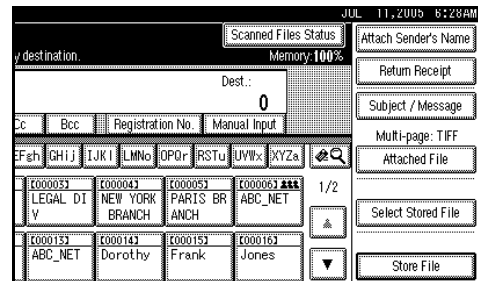 JUL 11,2005 6:28AM
Scanned Files Status
Attach Sender's Name
y destination.
Memory:100%
Return Receipt
Dest.:
0
Subject / Message
Cc
Bcc
Registration No.
Manual Input
Multi-page: TIFF
EFgh
GHij
IJKl
LMNo
OPQr
RSTu
UVWx
XYZa
Attached File
[00003]
LEGAL DI
V
[00004]
NEW YORK
BRANCH
[00005]
PARIS BR
ANCH
[00006]
ABC_NET
1/2
Select Stored File
[00013]
ABC_NET
[00014]
Dorothy
[00015]
Frank
[00016]
Jones
Store File